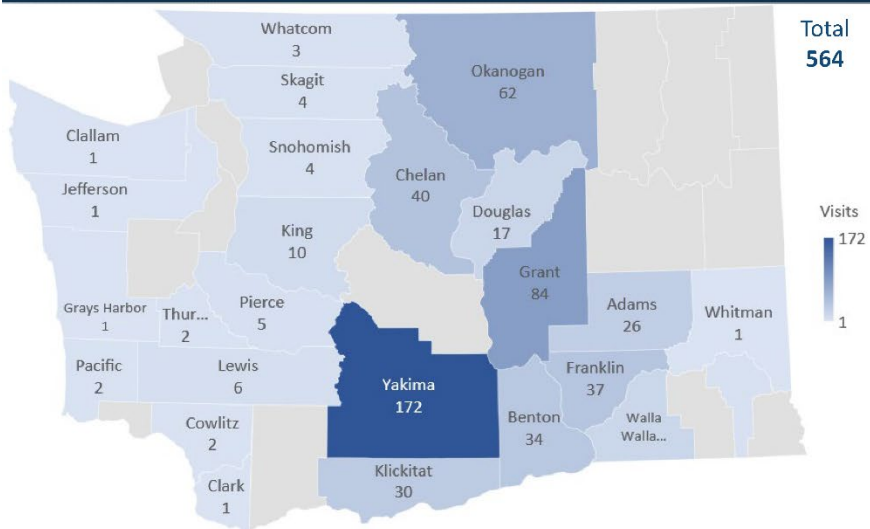 Total
564
Whatcom
3
Skagit
4
Okanogan
62
Clallam
1
Snohomish
4
Jefferson
1
Chelan
40
Douglas
17
King
10
Visits
172
1
Grant
84
Grays Harbor
1
Thur...
2
Pierce
5
Adams
26
Whitman
1
Pacific
2
Lewis
6
Yakima
172
Franklin
37
Cowlitz
2
Benton
34
Walla
Walla...
Clark
1
Klickitat
30